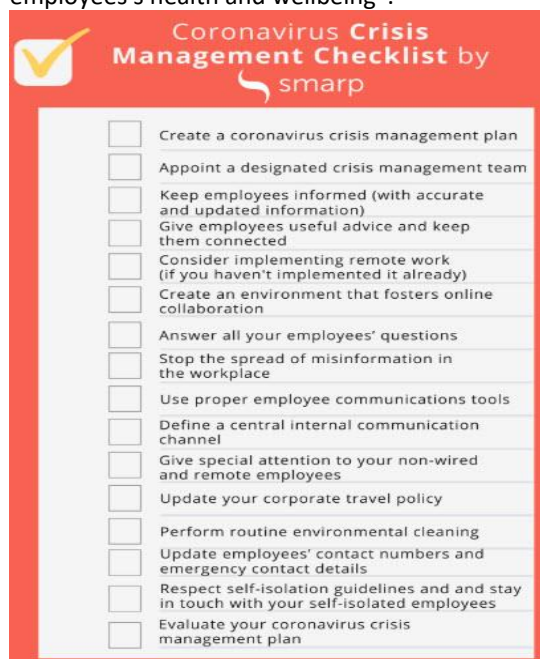 employees's health and wellbeing".
Coronavirus Crisis
Management Checklist by
smarp
Create a coronavirus crisis management plan
Appoint a designated crisis management team
Keep employees informed (with accurate
and updated information)
Give employees useful advice and keep
them connected
Consider implementing remote work
(if you haven't implemented it already)
Create an environment that fosters online
collaboration
Answer all your employees' questions
Stop the spread of misinformation in
the workplace
Use proper employee communications tools
Define a central internal communication
channel
Give special attention to your non-wired
and remote employees
Update your corporate travel policy
Perform routine environmental cleaning
Update employees' contact numbers and
emergency contact details
Respect self-isolation guidelines and and stay
in touch with your self-isolated employees
Evaluate your coronavirus crisis
management plan